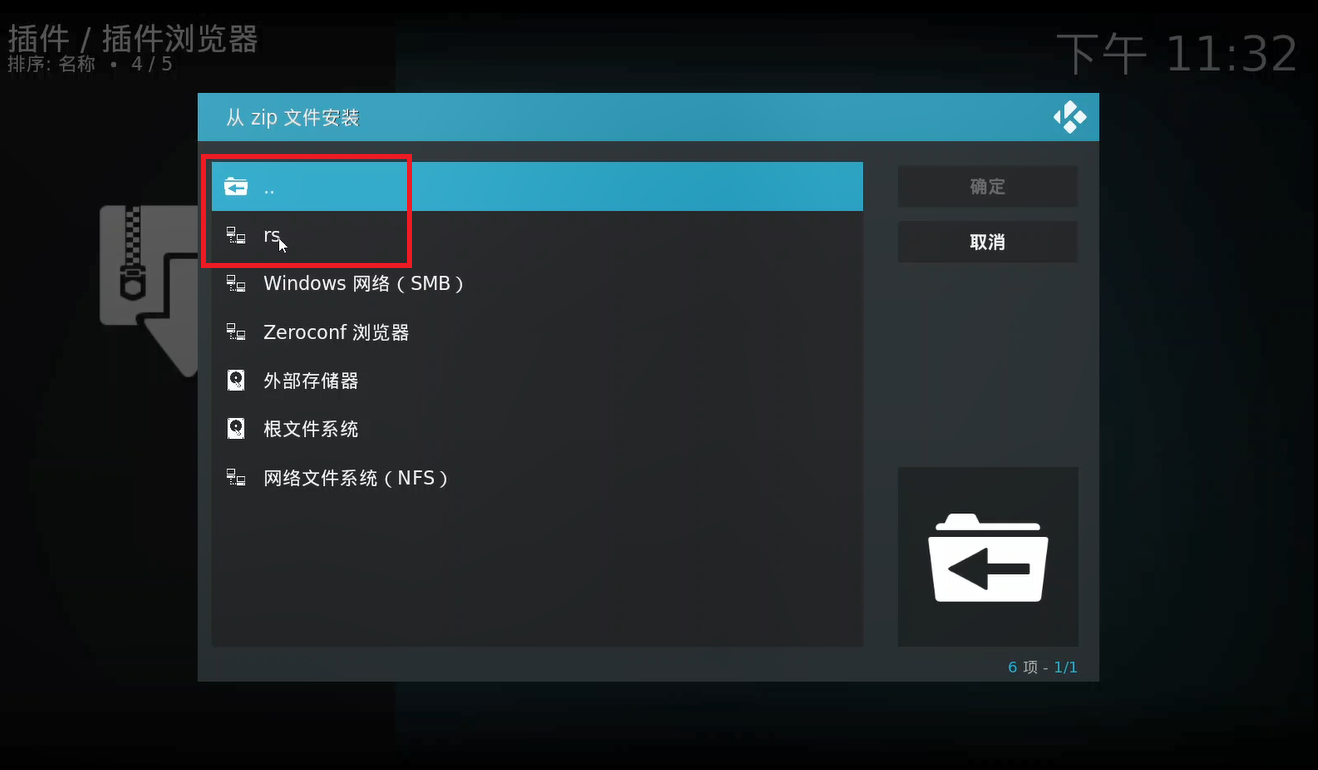 插件 / 插件浏览器
排序: 名称 • 4 / 5
下午 11:32
从 zip 文件安装
..
rs
Windows 网络（SMB）
Zeroconf 浏览器
外部存储器
根文件系统
网络文件系统（NFS）
确定
取消
6 项 - 1/1